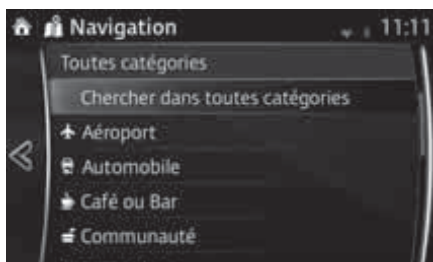 Navigation 11:11
Toutes catégories
Chercher dans toutes catégories
Aéroport
Automobile
Café ou Bar
Communauté